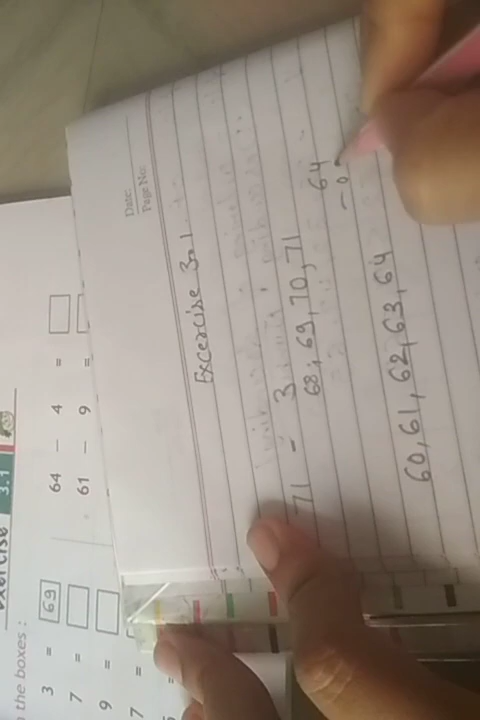 3.1
the boxes :
3 = 69
64 - 4 =
7 =
61 - 9 =
9 =
7 =
Date:
Page No:
Excercise 3.1
71 - 3
68, 69, 70, 71
64
- 0
60, 61, 62, 63, 64